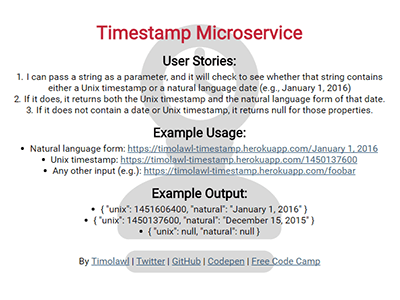 Timestamp Microservice
User Stories:
1. I can pass a string as a parameter, and it will check to see whether that string contains
either a Unix timestamp or a natural language date (e.g., January 1, 2016)
2. If it does, it returns both the Unix timestamp and the natural language form of that date.
3. If it does not contain a date or Unix timestamp, it returns null for those properties.
Example Usage:
• Natural language form: https://timolawl-timestamp.herokuapp.com/January 1, 2016
• Unix timestamp: https://timolawl-timestamp.herokuapp.com/1450137600
• Any other input (e.g.): https://timolawl-timestamp.herokuapp.com/foobar
Example Output:
• { "unix": 1451606400, "natural": "January 1, 2016" }
• { "unix": 1450137600, "natural": "December 15, 2015" }
• { "unix": null, "natural": null }
By Timolawl | Twitter | GitHub | Codepen | Free Code Camp